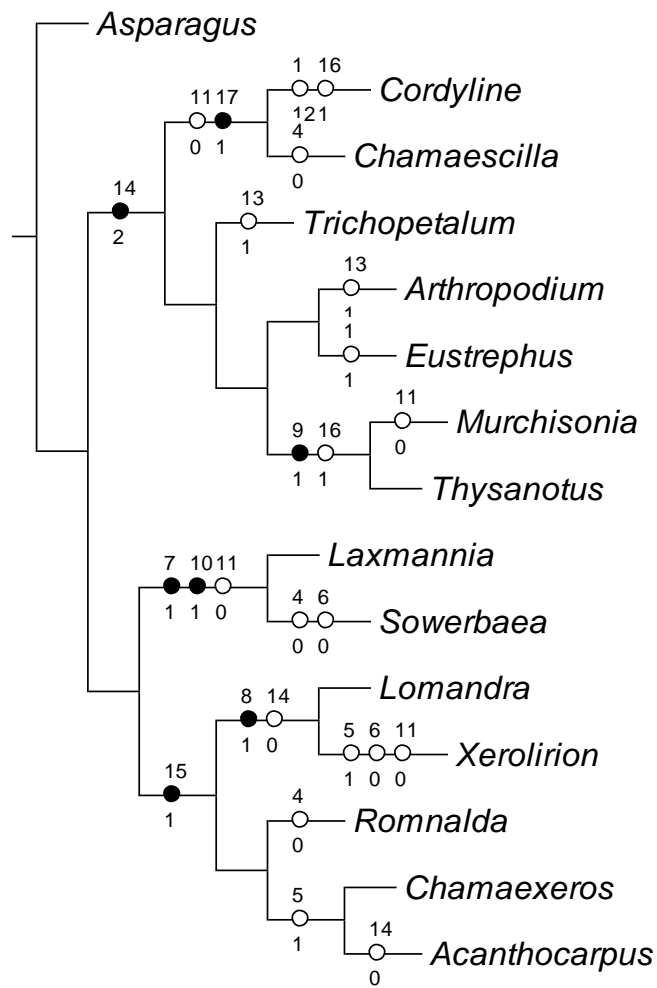 Asparagus
1 16
Cordyline
11 17
121
4
0 1
Chamaescilla
0
14
13
2
Trichopetalum
1
13
Arthropodium
1
1
Eustrephus
1
11
Murchisonia
9 16
0
1 1
Thysanotus
Laxmannia
7 10 11
1 1 0
4 6
Sowerbaea
0 0
Lomandra
8 14
1 0
5 6 11
Xerolirion
1 0 0
15
4
1
Romnalda
0
Chamaexeros
5
1
14
Acanthocarpus
0